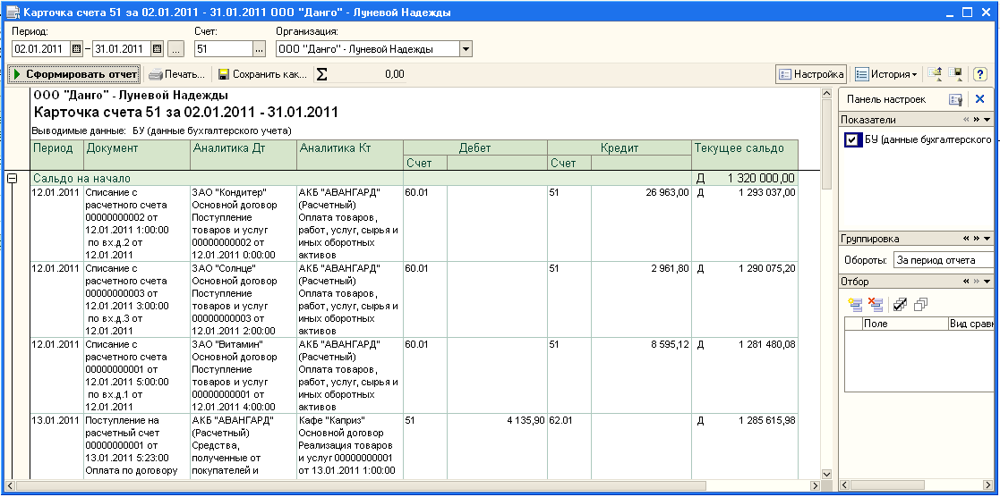 Карточка счета 51 за 02.01.2011 - 31.01.2011 ООО "Данго" - Луневой Надежды
Период: Счет: Организация:
02.01.2011 – 31.01.2011 ... 51 ... ООО "Данго" - Луневой Надежды
Сформировать отчет Печать... Сохранить как... Σ 0,00 Настройка История ?
ООО "Данго" - Луневой Надежды
Карточка счета 51 за 02.01.2011 - 31.01.2011
Выводимые данные: БУ (данные бухгалтерского учета)
Период Документ Аналитика Дт Аналитика Кт Дебет Кредит Текущее сальдо
Счет Счет
Сальдо на начало Д 1 320 000,00
12.01.2011 Списание с ЗАО "Кондитер" АКБ "АВАНГАРД" 60.01 51 26 963,00 Д 1 293 037,00
расчетного счета Основной договор (Расчетный)
00000000002 от Поступление Оплата товаров,
12.01.2011 1:00:00 товаров и услуг работ, услуг, сырья и
по вх.д.2 от 00000000002 от иных оборотных
12.01.2011 12.01.2011 0:00:00 активов
12.01.2011 Списание с ЗАО "Солнце" АКБ "АВАНГАРД" 60.01 51 2 961,80 Д 1 290 075,20
расчетного счета Основной договор (Расчетный)
00000000003 от Поступление Оплата товаров,
12.01.2011 3:00:00 товаров и услуг работ, услуг, сырья и
по вх.д.3 от 00000000003 от иных оборотных
12.01.2011 12.01.2011 2:00:00 активов
12.01.2011 Списание с ЗАО "Витамин" АКБ "АВАНГАРД" 60.01 51 8 595,12 Д 1 281 480,08
расчетного счета Основной договор (Расчетный)
00000000001 от Поступление Оплата товаров,
12.01.2011 5:00:00 товаров и услуг работ, услуг, сырья и
по вх.д.1 от 00000000001 от иных оборотных
12.01.2011 12.01.2011 4:00:00 активов
13.01.2011 Поступление на АКБ "АВАНГАРД" Кафе "Каприз" 51 4 135,90 62.01 Д 1 285 615,98
расчетный счет (Расчетный) Основной договор
00000000001 от Средства, Реализация товаров
13.01.2011 5:23:00 полученные от и услуг 00000000001
Оплата по договору покупателей и от 13.01.2011 1:00:00
Панель настроек
Показатели
БУ (данные бухгалтерского
Группировка
Обороты: За период отчета
Отбор
Поле Вид срав